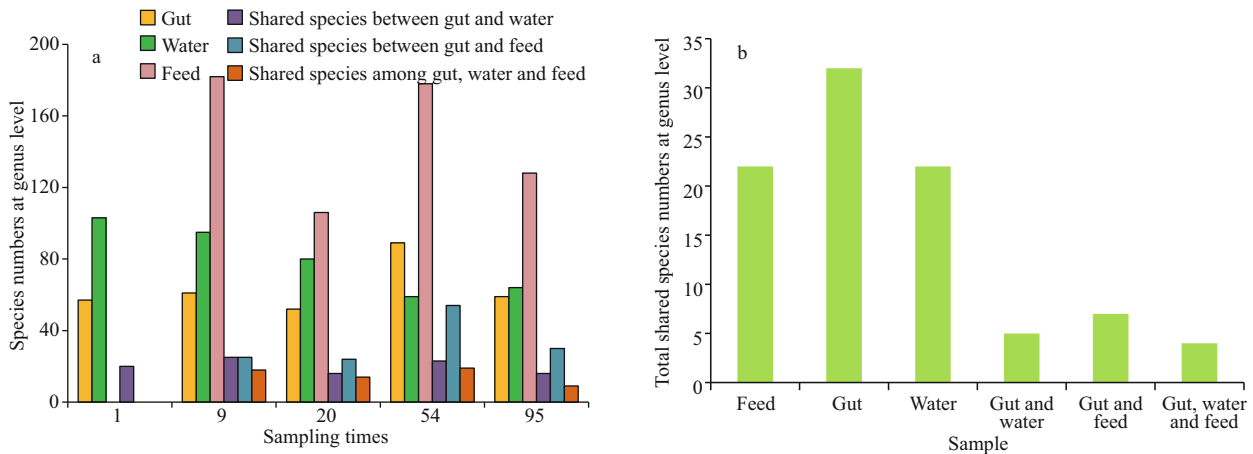 a
Gut
Water
Feed
Shared species between gut and water
Shared species between gut and feed
Shared species among gut, water and feed
Species numbers at genus level
200
160
120
80
40
0
1
9
20
54
95
Sampling times
b
Total shared species numbers at genus level
35
30
25
20
15
10
5
0
Feed
Gut
Water
Gut and
water
Gut and
feed
Gut, water
and feed
Sample